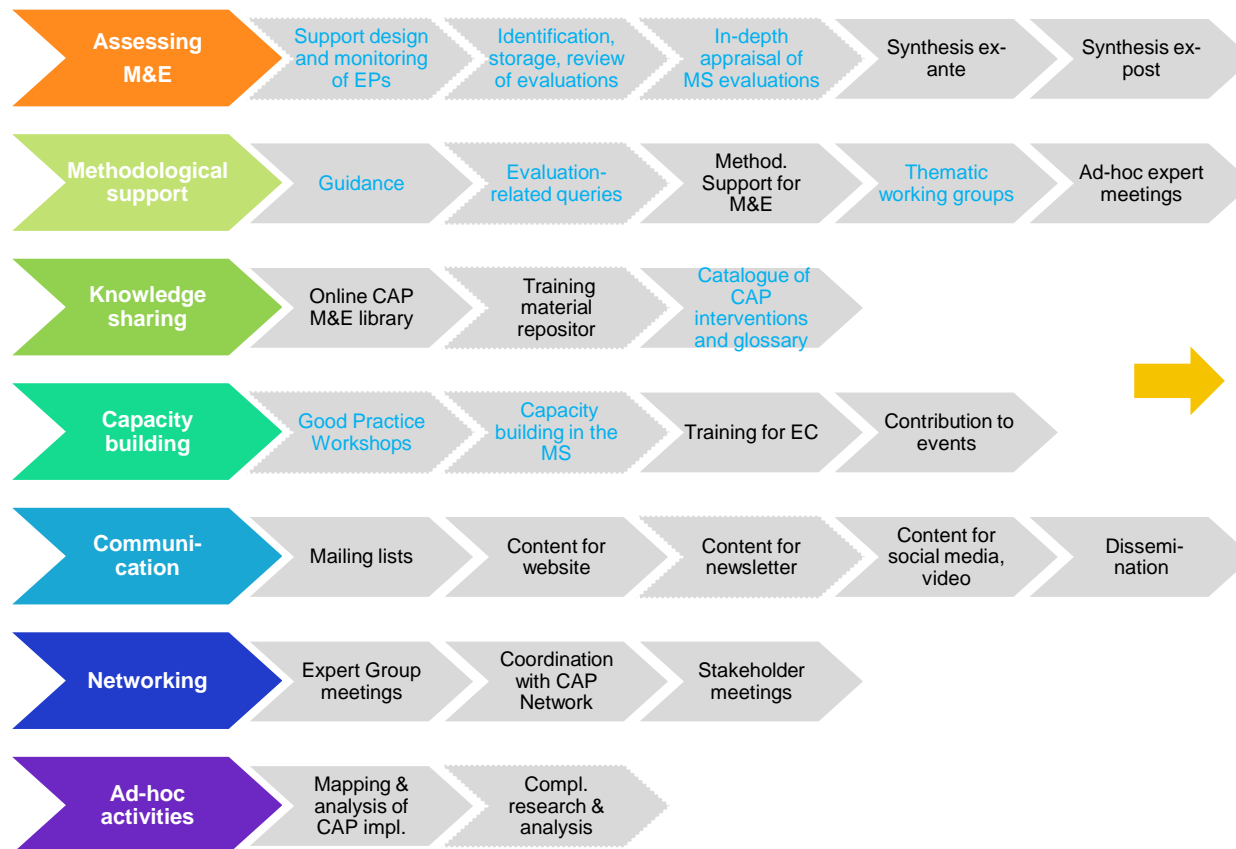 Assessing
M&E
Support design
and monitoring
of EPs
Identification,
storage, review
of evaluations
In-depth
appraisal of
MS evaluations
Synthesis ex-
ante
Synthesis ex-
post
Methodological
support
Guidance
Evaluation-
related queries
Method.
Support for
M&E
Thematic
working groups
Ad-hoc expert
meetings
Knowledge
sharing
Online CAP
M&E library
Training
material
repositor
Catalogue of
CAP
interventions
and glossary
Capacity
building
Good Practice
Workshops
Capacity
building in the
MS
Training for EC
Contribution to
events
Communi-
cation
Mailing lists
Content for
website
Content for
newsletter
Content for
social media,
video
Dissemi-
nation
Networking
Expert Group
meetings
Coordination
with CAP
Network
Stakeholder
meetings
Ad-hoc
activities
Mapping &
analysis of
CAP impl.
Compl.
research &
analysis